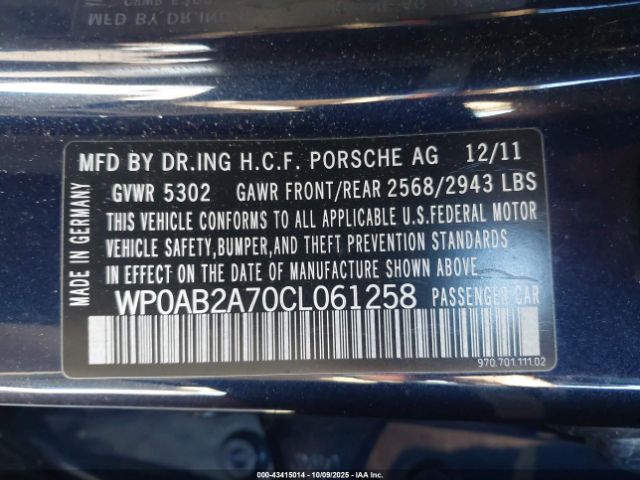 MFD BY DR.ING H.C.F. PORSCHE AG 12/11
GVWR 5302 GAWR FRONT/REAR 2568/2943 LBS
THIS VEHICLE CONFORMS TO ALL APPLICABLE U.S.FEDERAL MOTOR
VEHICLE SAFETY,BUMPER,AND THEFT PREVENTION STANDARDS
IN EFFECT ON THE DATE OF MANUFACTURE SHOWN ABOVE.
WP0AB2A70CL061258 PASSENGER CAR
MADE IN GERMANY
970.701.111.02
000-43415014 | 10/09/2025 | IAA Inc.